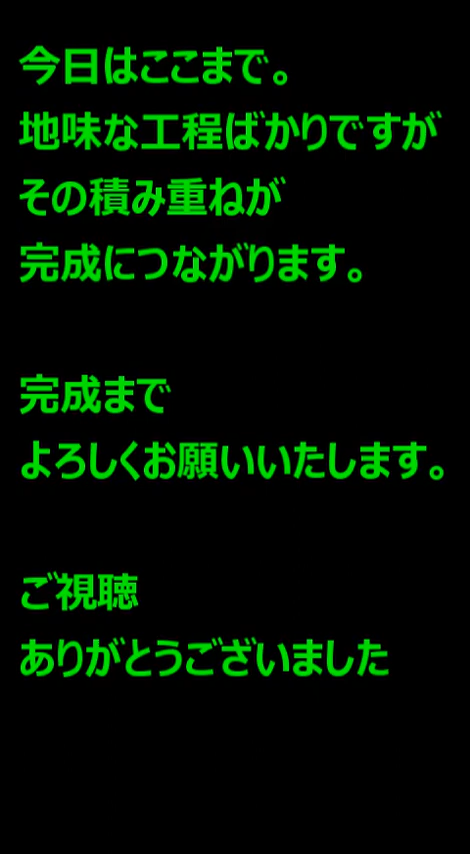 今日はここまで。
地味な工程ばかりですが
その積み重ねが
完成につながります。
完成まで
よろしくお願いいたします。
ご視聴
ありがとうございました